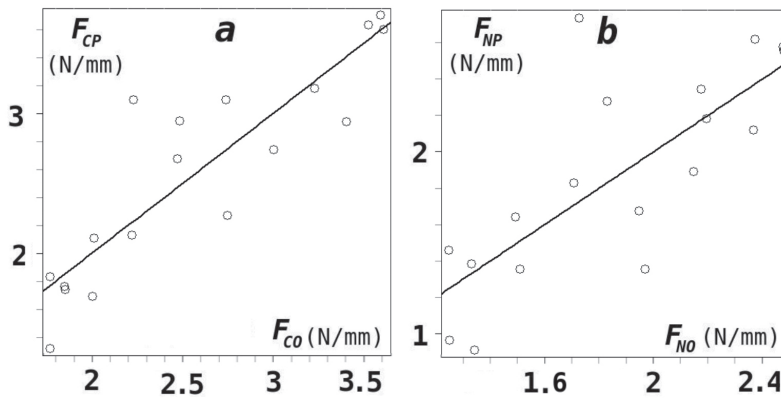 F_CP a
(N/mm)
3
2
F_CO (N/mm)
2 2.5 3 3.5
F_NP b
(N/mm)
2
1
F_NO (N/mm)
1.6 2 2.4